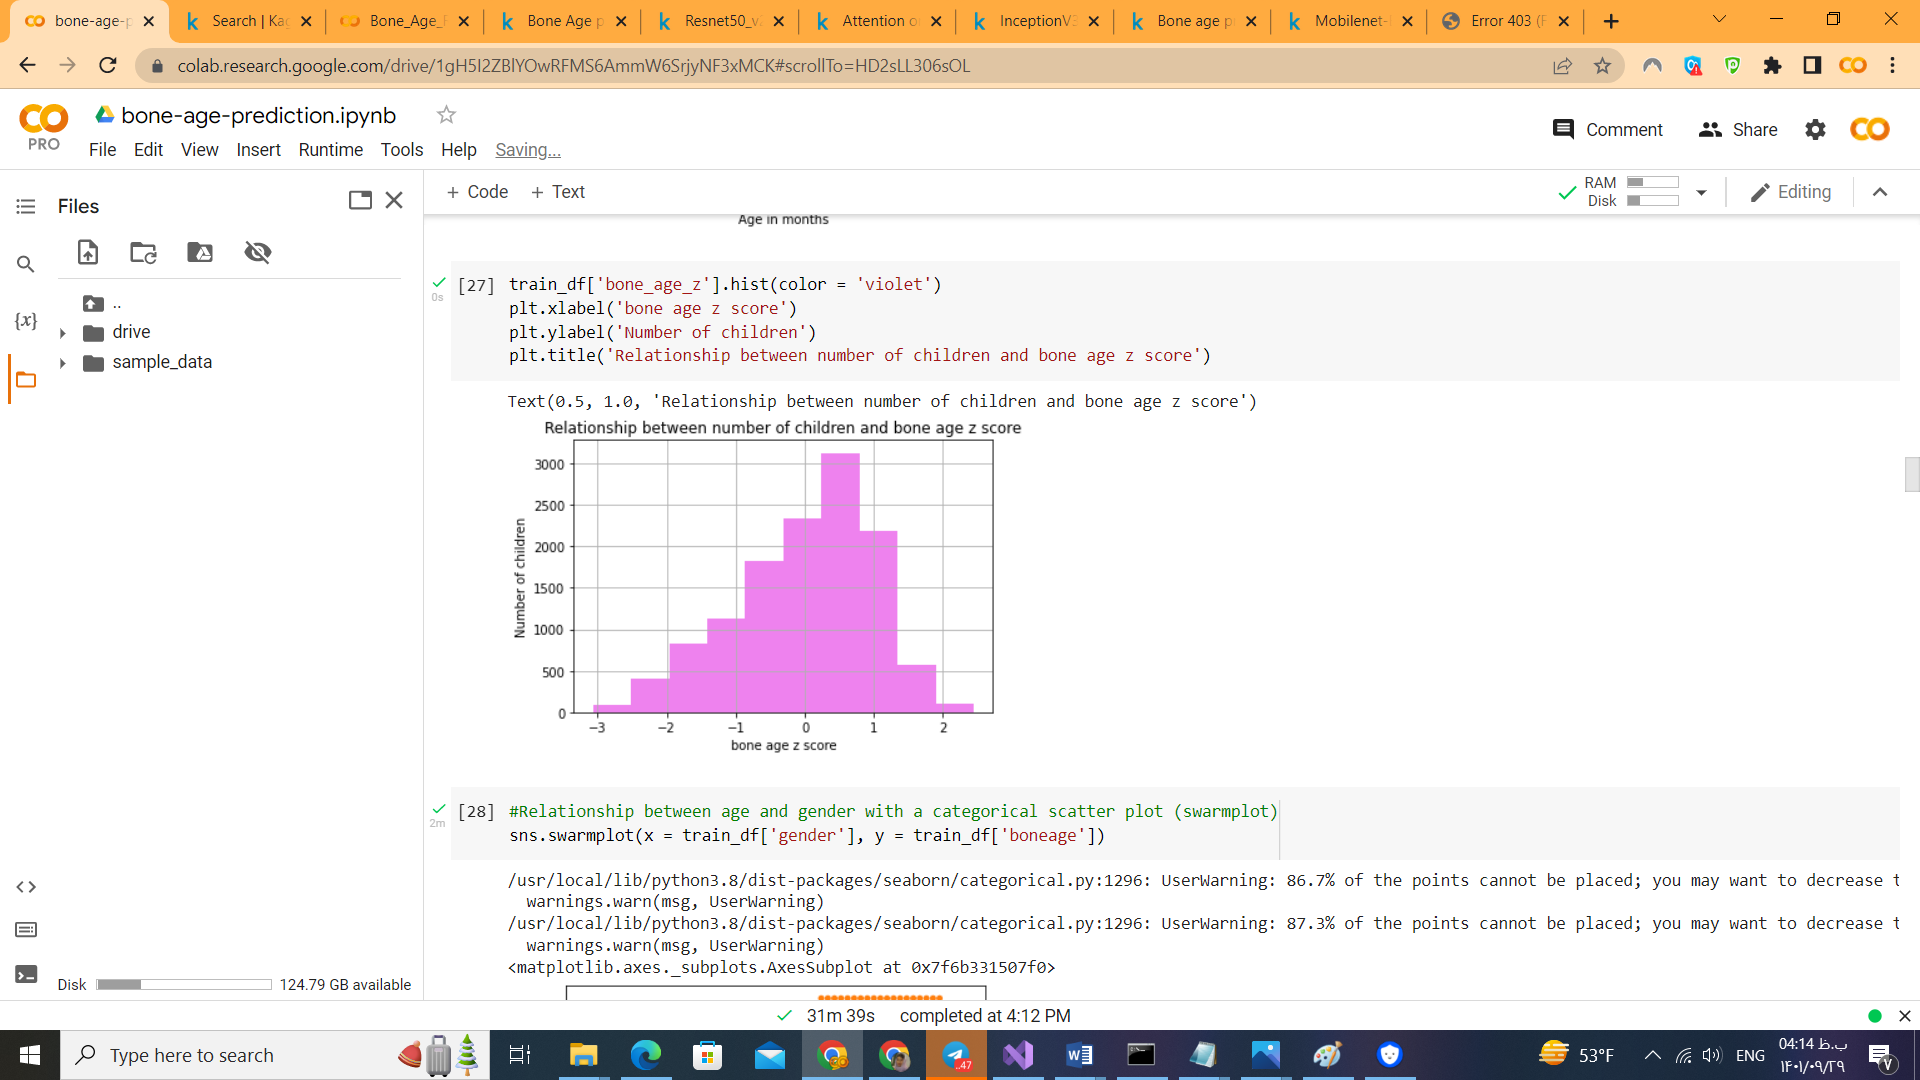 bone-age-p
Search | Kag
Bone_Age_
Bone Age p
Resnet50_v
Attention o
InceptionV3
Bone age p
Mobilenet-
Error 403 (F
colab.research.google.com/drive/1gH5I2ZBlYOwRFMS6AmmW6SrjyNF3xMCK#scrollTo=HD2sLL306sOL
PRO
bone-age-prediction.ipynb
File Edit View Insert Runtime Tools Help Saving...
Comment Share
Files
..
drive
sample_data
Disk 124.79 GB available
+ Code + Text
RAM
Disk
Editing
Age in months
[27] train_df['bone_age_z'].hist(color = 'violet')
0s
plt.xlabel('bone age z score')
plt.ylabel('Number of children')
plt.title('Relationship between number of children and bone age z score')
Text(0.5, 1.0, 'Relationship between number of children and bone age z score')
Relationship between number of children and bone age z score
Number of children
3000
2500
2000
1500
1000
500
0
−3 −2 −1 0 1 2
bone age z score
[28] #Relationship between age and gender with a categorical scatter plot (swarmplot)
2m
sns.swarmplot(x = train_df['gender'], y = train_df['boneage'])
/usr/local/lib/python3.8/dist-packages/seaborn/categorical.py:1296: UserWarning: 86.7% of the points cannot be placed; you may want to decrease t
warnings.warn(msg, UserWarning)
/usr/local/lib/python3.8/dist-packages/seaborn/categorical.py:1296: UserWarning: 87.3% of the points cannot be placed; you may want to decrease t
warnings.warn(msg, UserWarning)
<matplotlib.axes._subplots.AxesSubplot at 0x7f6b331507f0>
31m 39s completed at 4:12 PM
Type here to search
..47
53°F
ENG
04:14 ب.ظ
۱۴۰۱/۰۹/۲۹
V